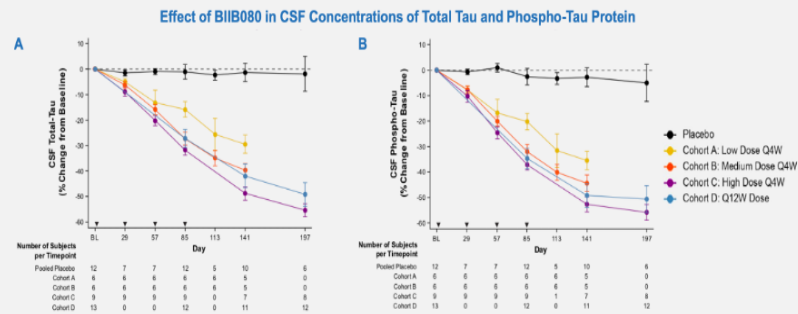 Effect of BIIB080 in CSF Concentrations of Total Tau and Phospho-Tau Protein
A
CSF Total-Tau
(% Change from Baseline)
10
0
-10
-20
-30
-40
-50
-60
BL 29 57 85 113 141 197
Day
Number of Subjects
per Timepoint
Pooled Placebo 12 7 7 12 5 10 6
Cohort A 6 6 6 6 6 5 0
Cohort B 6 6 6 6 6 5 0
Cohort C 9 9 9 9 0 7 8
Cohort D 13 0 0 12 0 11 12
B
CSF Phospho-Tau
(% Change from Baseline)
10
0
-10
-20
-30
-40
-50
-60
BL 29 57 85 113 141 197
Day
Number of Subjects
per Timepoint
Pooled Placebo 12 7 7 12 5 10 6
Cohort A 6 6 6 6 6 5 0
Cohort B 6 6 6 6 6 5 0
Cohort C 9 9 9 9 1 7 8
Cohort D 13 0 0 12 0 11 12
Placebo
Cohort A: Low Dose Q4W
Cohort B: Medium Dose Q4W
Cohort C: High Dose Q4W
Cohort D: Q12W Dose